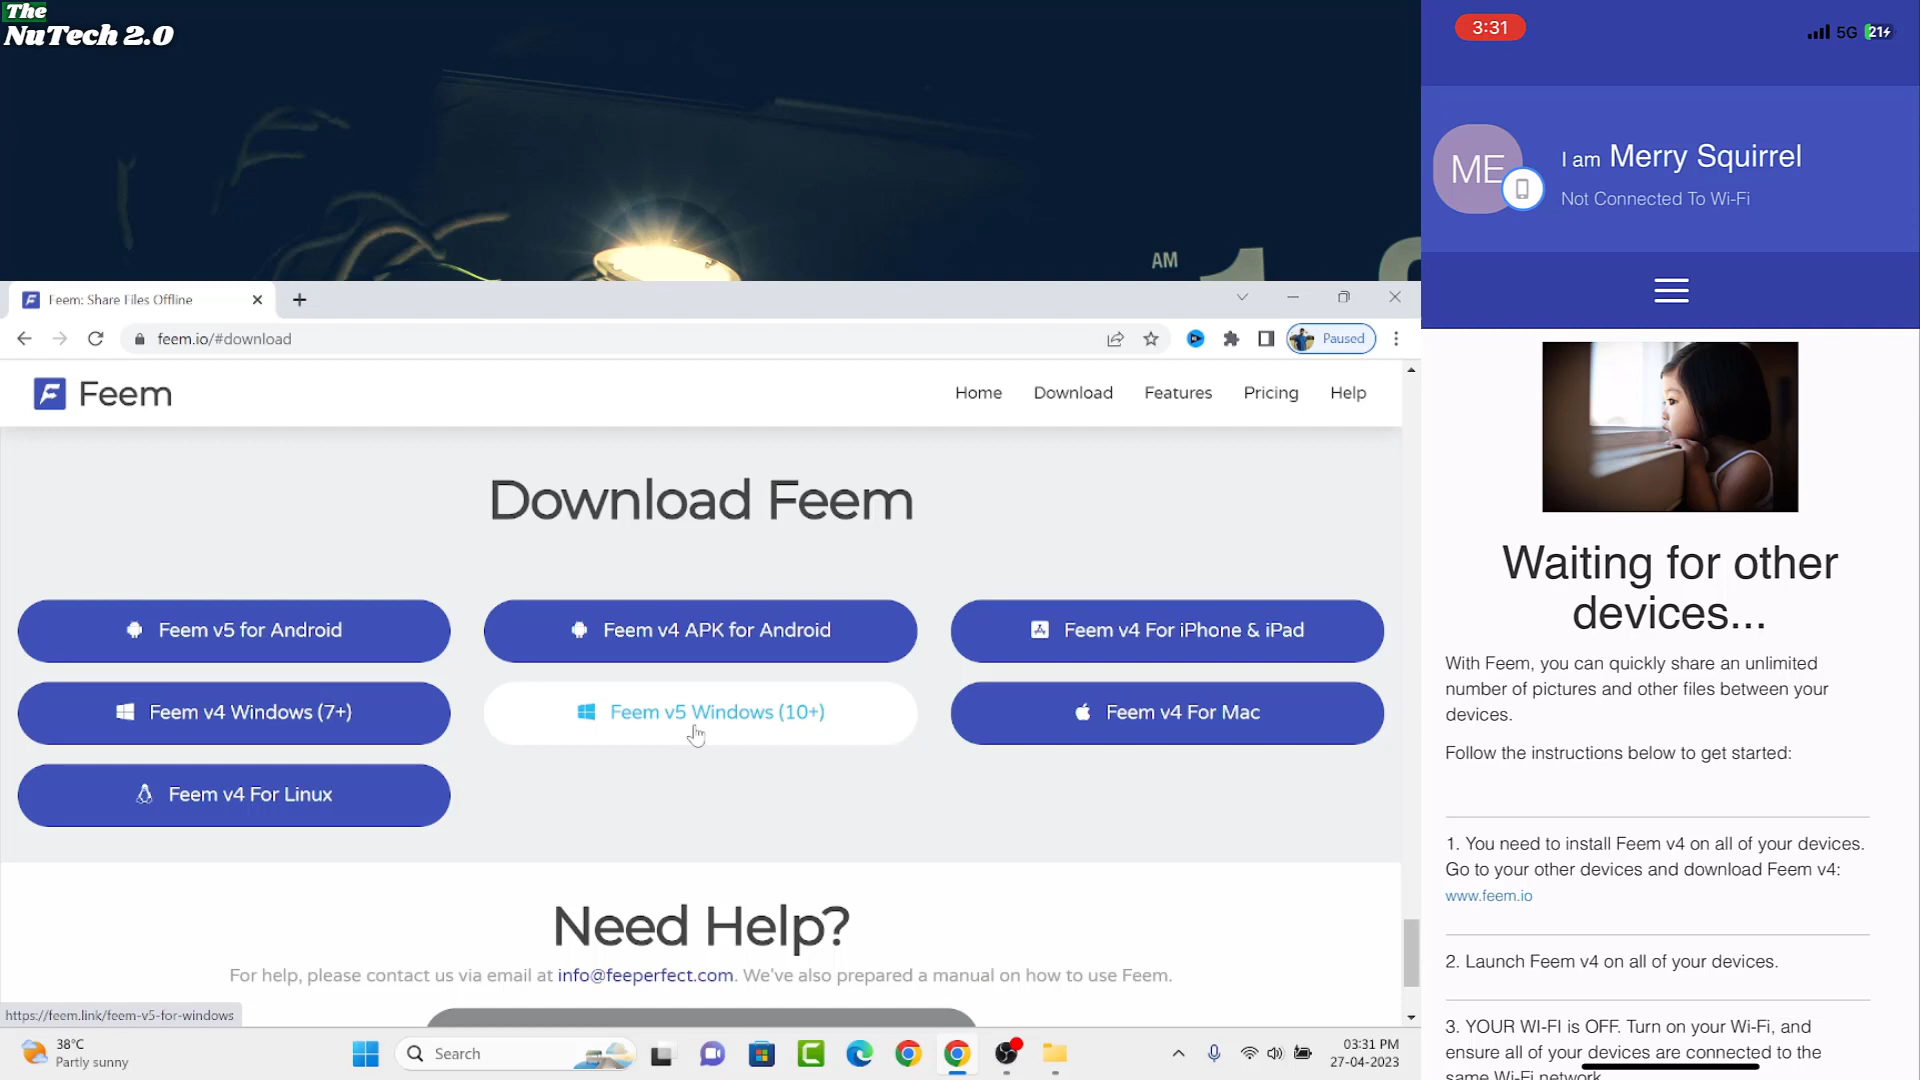 The
NuTech 2.0
AM
Feem: Share Files Offline
feem.io/#download
Paused
Feem
Home
Download
Features
Pricing
Help
Download Feem
Feem v5 for Android
Feem v4 APK for Android
Feem v4 For iPhone & iPad
Feem v4 Windows (7+)
Feem v5 Windows (10+)
Feem v4 For Mac
Feem v4 For Linux
Need Help?
For help, please contact us via email at info@feeperfect.com. We've also prepared a manual on how to use Feem.
https://feem.link/feem-v5-for-windows
38°C
Partly sunny
Search
03:31 PM
27-04-2023
3:31
5G
21
ME
I am Merry Squirrel
Not Connected To Wi-Fi
Waiting for other
devices...
With Feem, you can quickly share an unlimited
number of pictures and other files between your
devices.
Follow the instructions below to get started:
1. You need to install Feem v4 on all of your devices.
Go to your other devices and download Feem v4:
www.feem.io
2. Launch Feem v4 on all of your devices.
3. YOUR WI-FI is OFF. Turn on your Wi-Fi, and
ensure all of your devices are connected to the
same Wi-Fi network.